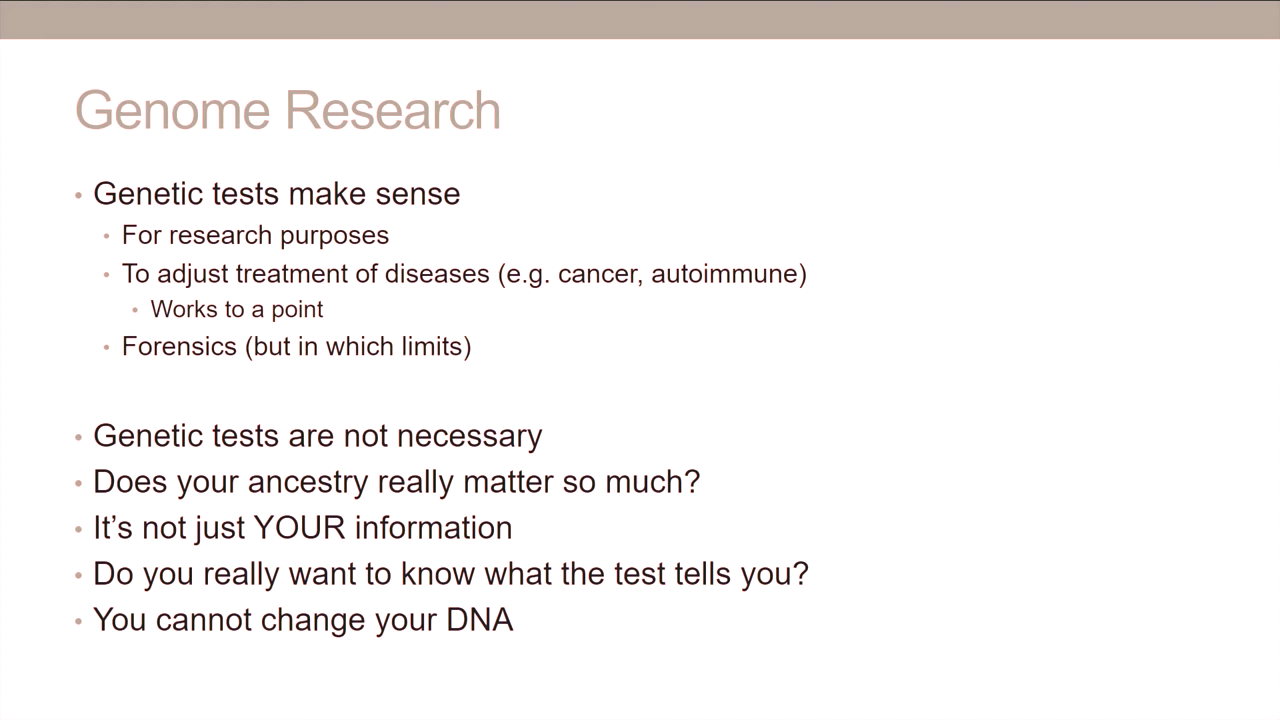 Genome Research
• Genetic tests make sense
• For research purposes
• To adjust treatment of diseases (e.g. cancer, autoimmune)
• Works to a point
• Forensics (but in which limits)
• Genetic tests are not necessary
• Does your ancestry really matter so much?
• It’s not just YOUR information
• Do you really want to know what the test tells you?
• You cannot change your DNA